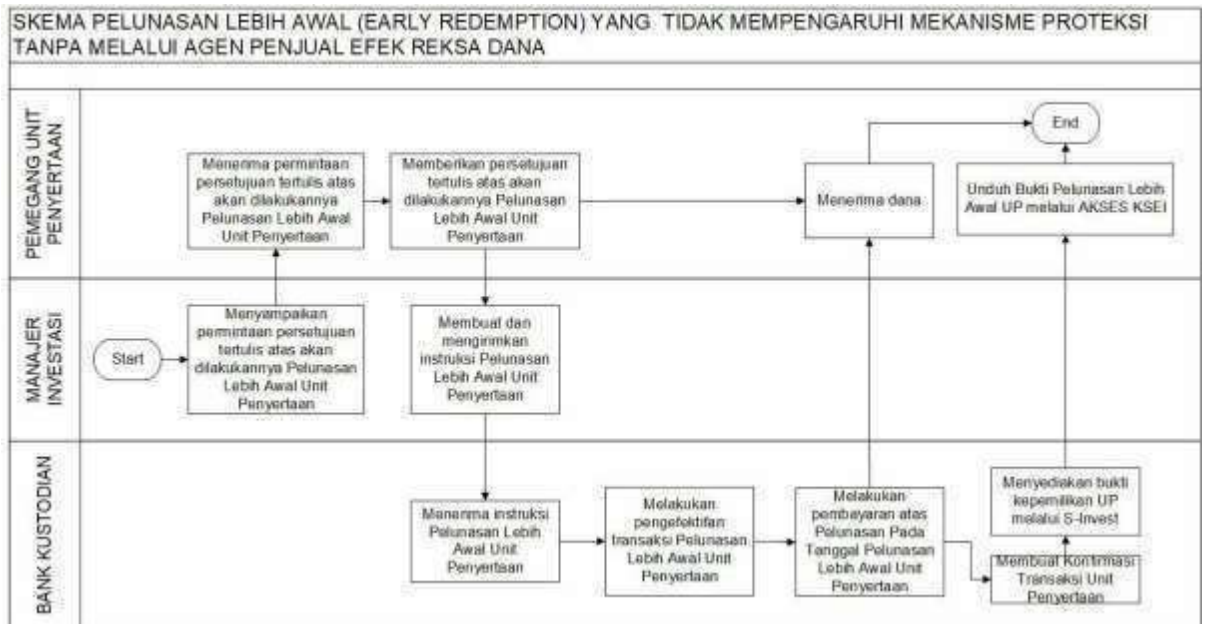 SKEMA PELUNASAN LEBIH AWAL (EARLY REDEMPTION) YANG TIDAK MEMPENGARUHI MEKANISME PROTEKSI
TANPA MELALUI AGEN PENJUAL EFEK REKSA DANA
PEMEGANG UNIT
PENYERTAAN
Menerima permintaan
persetujuan tertulis atas
akan dilakukannya
Pelunasan Lebih Awal
Unit Penyertaan
Memberikan persetujuan
tertulis atas akan
dilakukannya Pelunasan
Lebih Awal Unit
Penyertaan
Menerima dana
End
Unduh Bukti Pelunasan Lebih
Awal UP melalui AKSES KSEI
MANAJER
INVESTASI
Start
Menyampaikan
permintaan persetujuan
tertulis atas akan
dilakukannya Pelunasan
Lebih Awal Unit
Penyertaan
Membuat dan
mengirimkan
instruksi Pelunasan
Lebih Awal Unit
Penyertaan
BANK KUSTODIAN
Menerima instruksi
Pelunasan Lebih
Awal Unit
Penyertaan
Melakukan
pengefektifan
transaksi Pelunasan
Lebih Awal Unit
Penyertaan
Melakukan
pembayaran atas
Pelunasan Pada
Tanggal Pelunasan
Lebih Awal Unit
Penyertaan
Menyediakan bukti
kepemilikan UP
melalui S-Invest
Membuat Konfirmasi
Transaksi Unit
Penyertaan